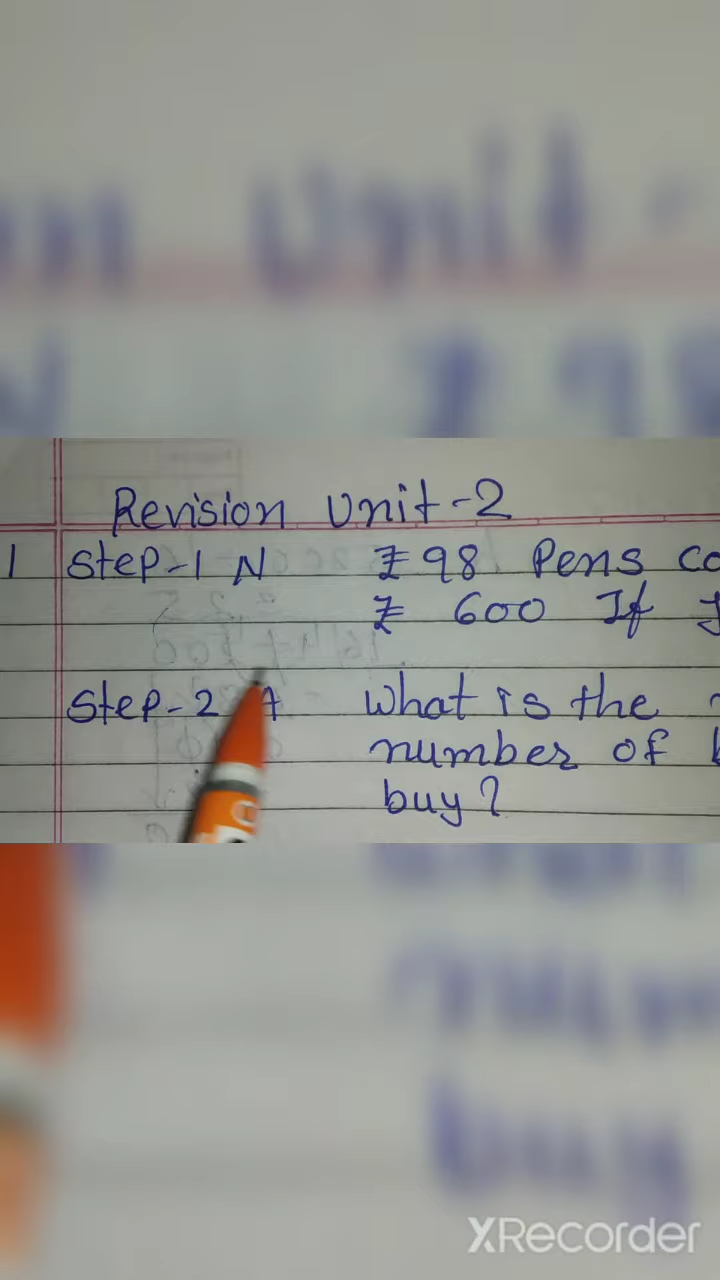 Revision Unit-2
1 Step-1 N ₹98 Pens co
₹ 600 If
Step-2 A What is the
number of
buy?
XRecorder